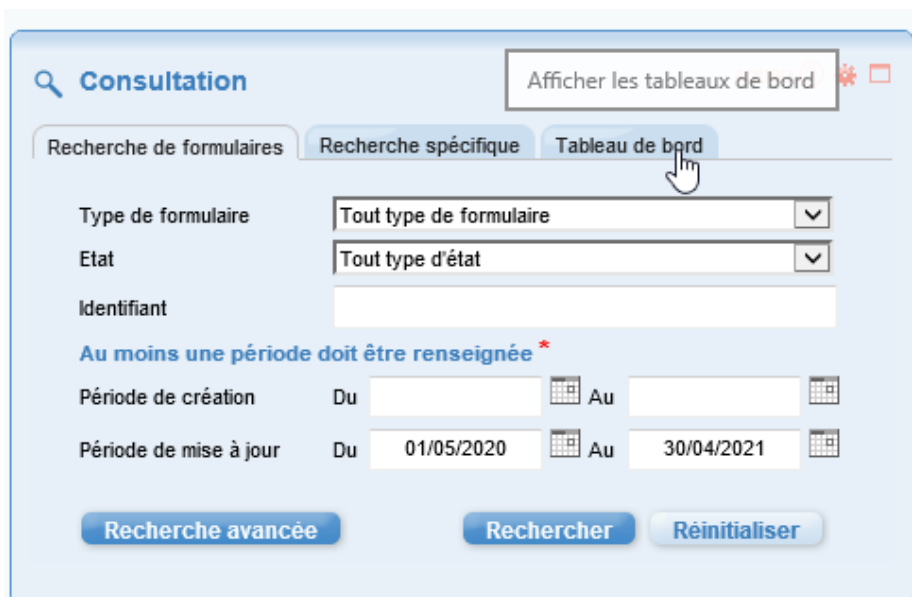 Consultation
Afficher les tableaux de bord
Recherche de formulaires Recherche spécifique Tableau de bord
Type de formulaire Tout type de formulaire
Etat Tout type d'état
Identifiant
Au moins une période doit être renseignée *
Période de création Du Au
Période de mise à jour Du 01/05/2020 Au 30/04/2021
Recherche avancée Rechercher Réinitialiser